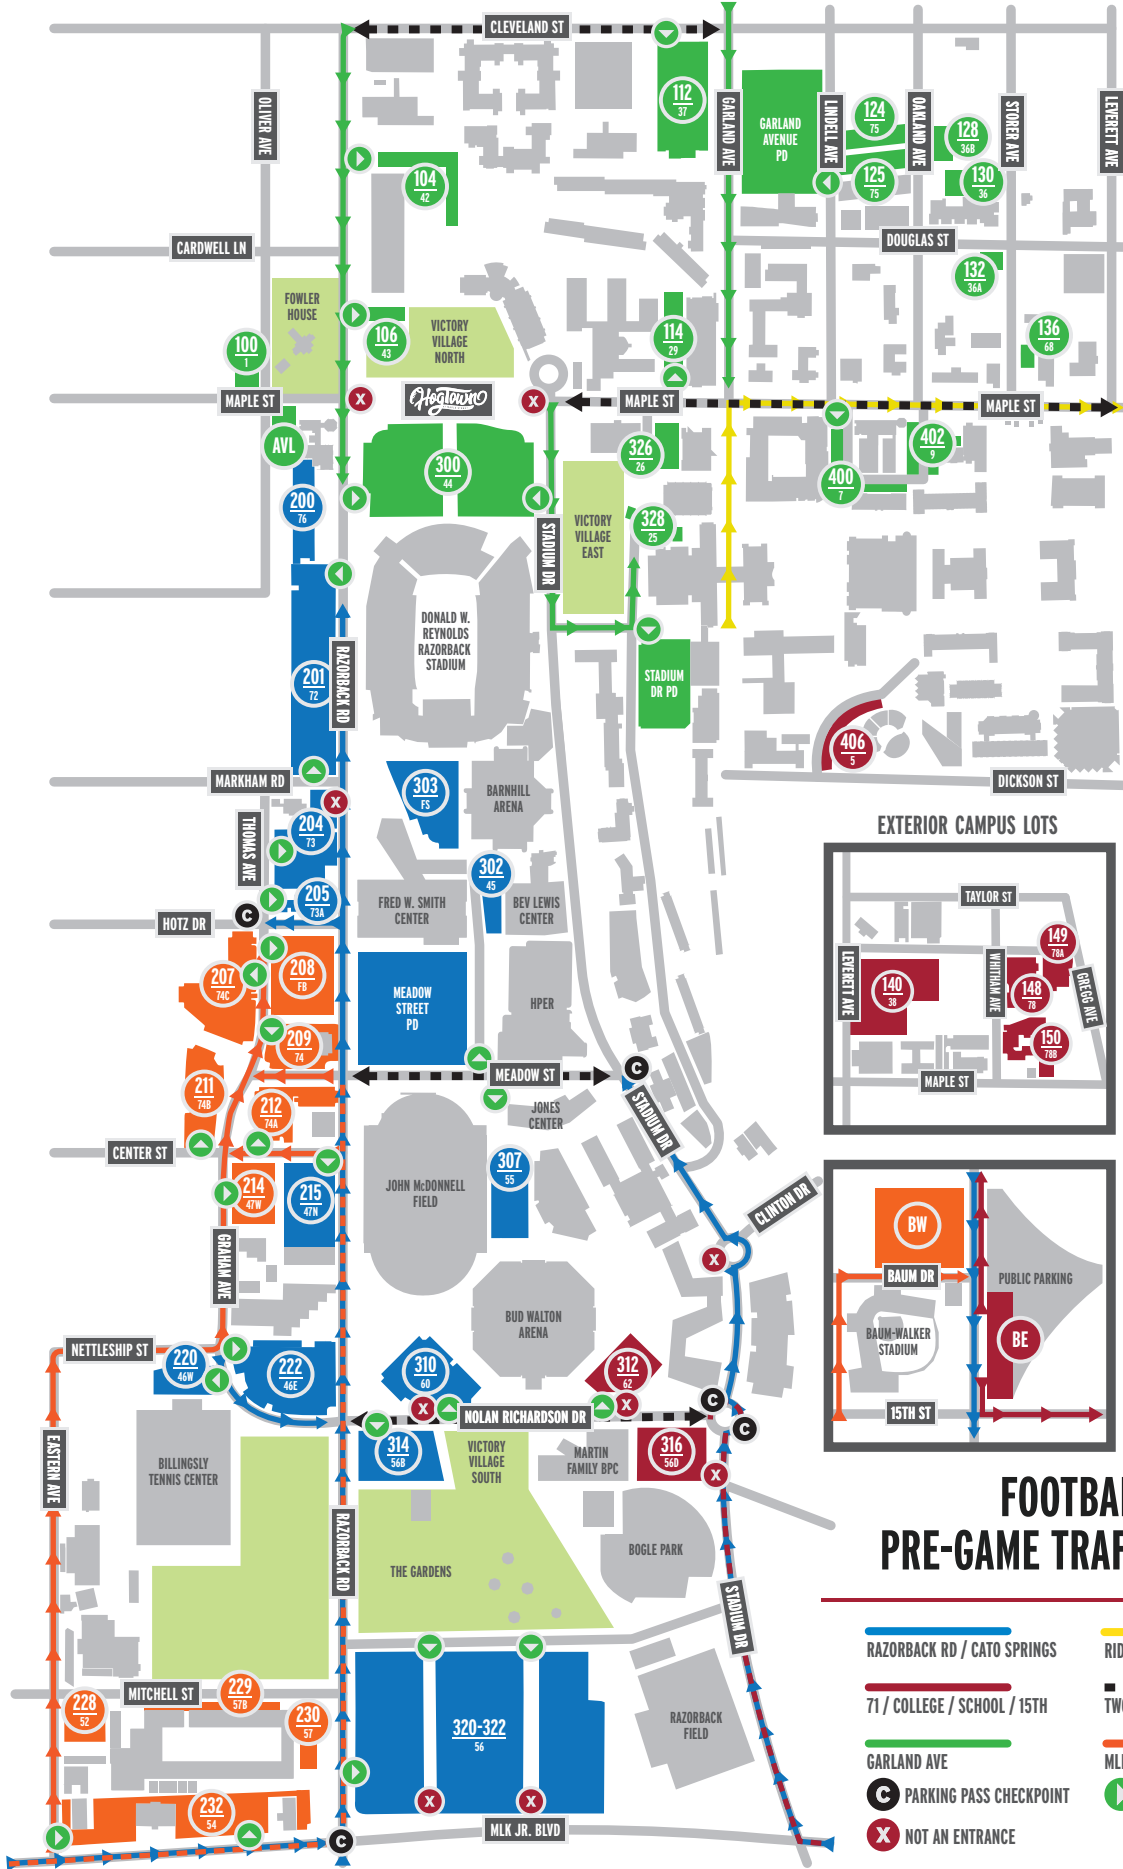 CLEVELAND ST
OLIVER AVE
112
37
GARLAND AVE
GARLAND
AVENUE
PD
LINDELL AVE
124
75
125
75
OAKLAND AVE
128
36B
130
36
STORER AVE
LEVERETT AVE
104
42
CARDWELL LN
DOUGLAS ST
132
36A
FOWLER
HOUSE
100
1
106
43
VICTORY
VILLAGE
NORTH
114
29
136
68
MAPLE ST
X
Hogtown
X
MAPLE ST
MAPLE ST
AVL
300
44
326
26
402
9
400
7
200
76
STADIUM DR
VICTORY
VILLAGE
EAST
328
25
DONALD W.
REYNOLDS
RAZORBACK
STADIUM
201
72
RAZORBACK RD
STADIUM
DR PD
406
5
MARKHAM RD
DICKSON ST
X
303
FS
BARNHILL
ARENA
THOMAS AVE
204
73
302
45
205
73A
FRED W. SMITH
CENTER
BEV LEWIS
CENTER
HOTZ DR
C
207
74C
208
FB
MEADOW
STREET
PD
HPER
209
74
MEADOW ST
C
211
74B
212
74A
JONES
CENTER
STADIUM DR
CENTER ST
214
47W
215
47N
JOHN McDONNELL
FIELD
307
55
CLINTON DR
X
GRAHAM AVE
BUD WALTON
ARENA
NETTLESHIP ST
220
46W
222
46E
310
60
312
62
X
X
C
C
NOLAN RICHARDSON DR
314
56B
VICTORY
VILLAGE
SOUTH
MARTIN
FAMILY BPC
316
56D
X
EASTERN AVE
BILLINGSLY
TENNIS CENTER
RAZORBACK RD
THE GARDENS
BOGLE PARK
STADIUM DR
MITCHELL ST
228
52
229
57B
230
57
320-322
56
RAZORBACK
FIELD
232
54
X
X
MLK JR. BLVD
C
EXTERIOR CAMPUS LOTS
TAYLOR ST
LEVERETT AVE
140
38
WHITHAM AVE
149
78A
148
78
GREGG AVE
150
78B
MAPLE ST
BW
BAUM DR
PUBLIC PARKING
BAUM-WALKER
STADIUM
BE
15TH ST
FOOTBA
PRE-GAME TRA
RAZORBACK RD / CATO SPRINGS
RID
71 / COLLEGE / SCHOOL / 15TH
TW
GARLAND AVE
ML
C PARKING PASS CHECKPOINT
X NOT AN ENTRANCE